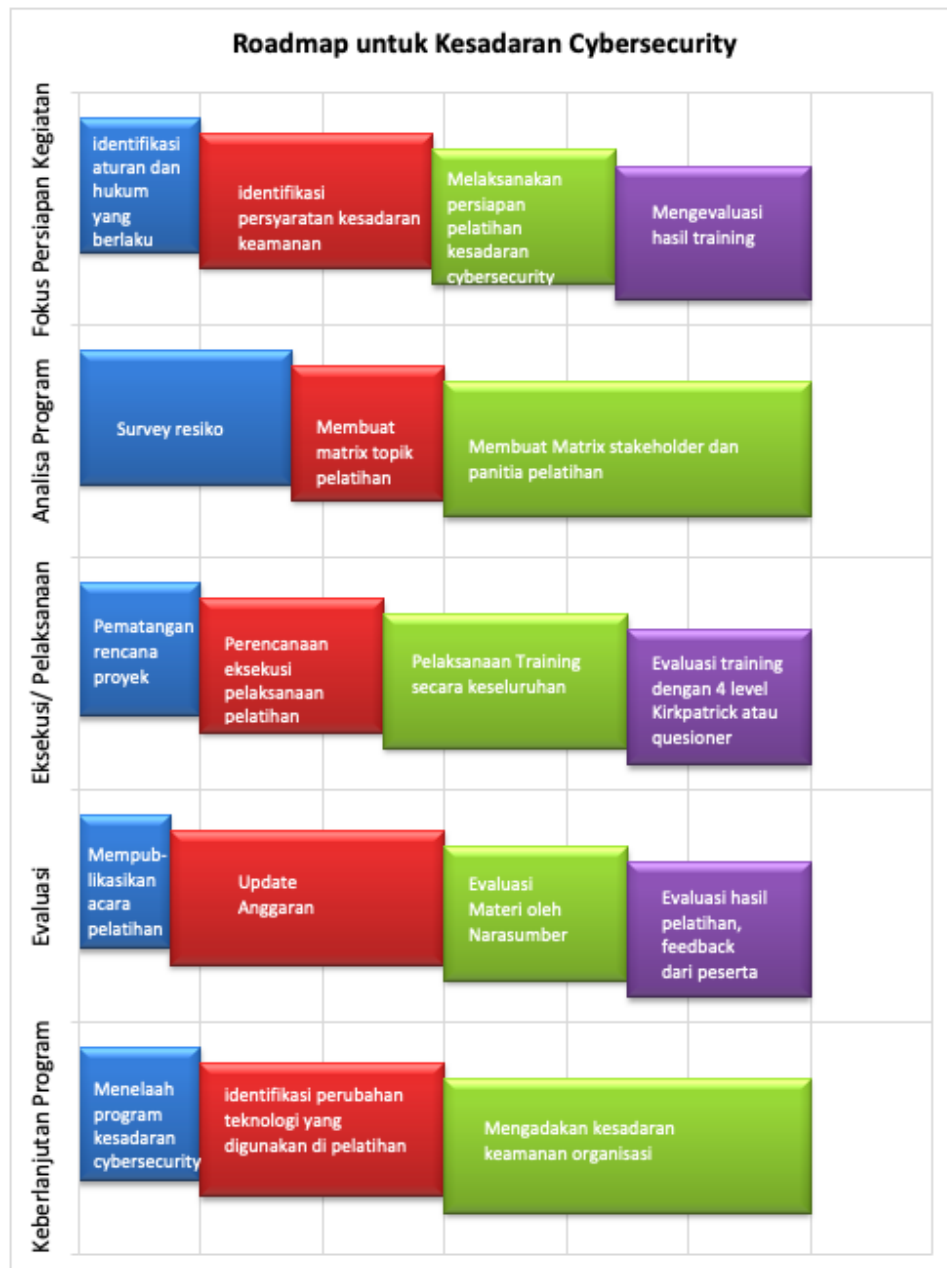 Roadmap untuk Kesadaran Cybersecurity
Fokus Persiapan Kegiatan
identifikasi
aturan dan
hukum
yang
berlaku
identifikasi
persyaratan kesadaran
keamanan
Melaksanakan
persiapan
pelatihan
kesadaran
cybersecurity
Mengevaluasi
hasil training
Analisa Program
Survey resiko
Membuat
matrix topik
pelatihan
Membuat Matrix stakeholder dan
panitia pelatihan
Eksekusi/ Pelaksanaan
Pematangan
rencana
proyek
Perencanaan
eksekusi
pelaksanaan
pelatihan
Pelaksanaan Training
secara keseluruhan
Evaluasi training
dengan 4 level
Kirkpatrick atau
quesioner
Evaluasi
Mempub-
likasikan
acara
pelatihan
Update
Anggaran
Evaluasi
Materi oleh
Narasumber
Evaluasi hasil
pelatihan,
feedback
dari peserta
Keberlanjutan Program
Menelaah
program
kesadaran
cybersecurity
identifikasi perubahan
teknologi yang
digunakan di pelatihan
Mengadakan kesadaran
keamanan organisasi